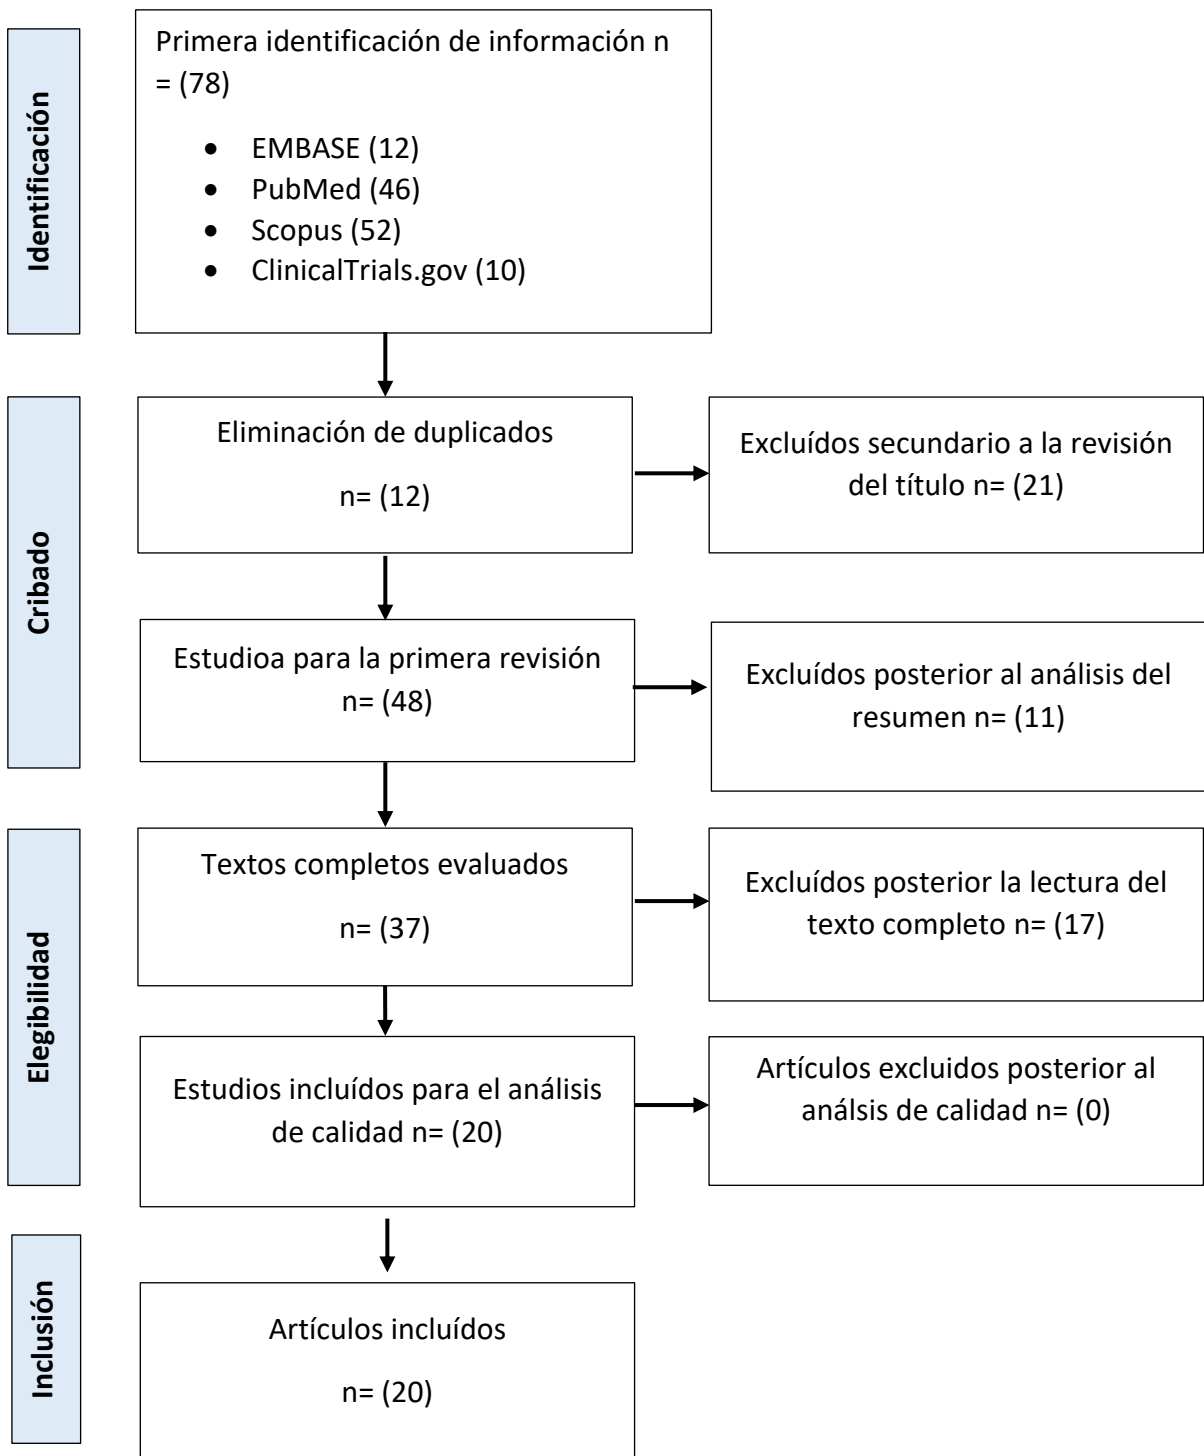 Identificación
Primera identificación de información n
= (78)
• EMBASE (12)
• PubMed (46)
• Scopus (52)
• ClinicalTrials.gov (10)
Cribado
Eliminación de duplicados
n= (12)
Excluídos secundario a la revisión
del título n= (21)
Estudioa para la primera revisión
n= (48)
Excluídos posterior al análisis del
resumen n= (11)
Elegibilidad
Textos completos evaluados
n= (37)
Excluídos posterior la lectura del
texto completo n= (17)
Estudios incluídos para el análisis
de calidad n= (20)
Artículos excluidos posterior al
análsis de calidad n= (0)
Inclusión
Artículos incluídos
n= (20)